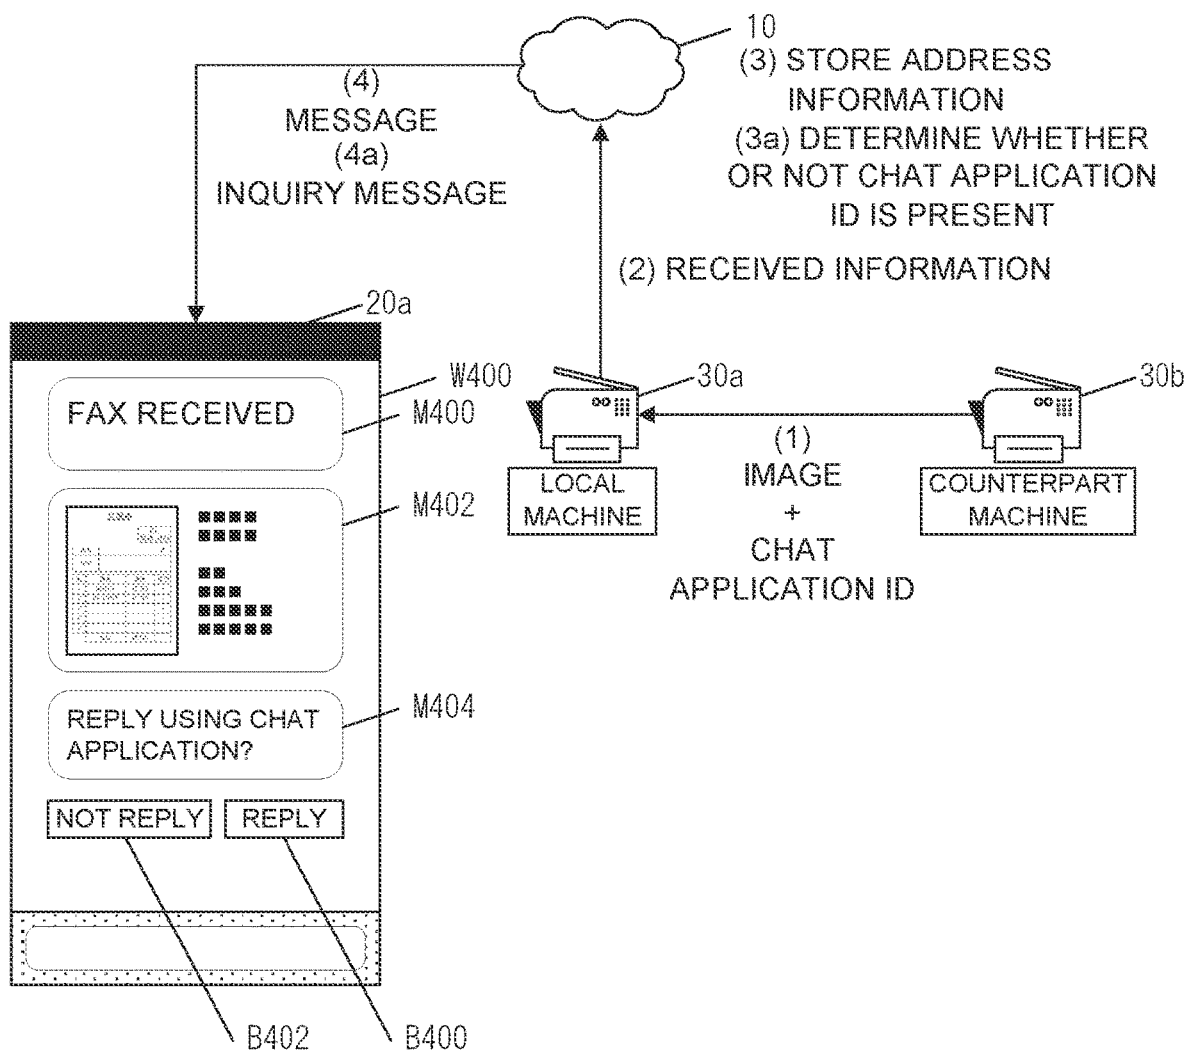 10
(3) STORE ADDRESS
INFORMATION
(3a) DETERMINE WHETHER
OR NOT CHAT APPLICATION
ID IS PRESENT
(4)
MESSAGE
(4a)
INQUIRY MESSAGE
(2) RECEIVED INFORMATION
20a
W400
M400
FAX RECEIVED
30a
30b
(1)
IMAGE
+
CHAT
APPLICATION ID
LOCAL
MACHINE
COUNTERPART
MACHINE
M402
M404
REPLY USING CHAT
APPLICATION?
NOT REPLY
REPLY
B402
B400